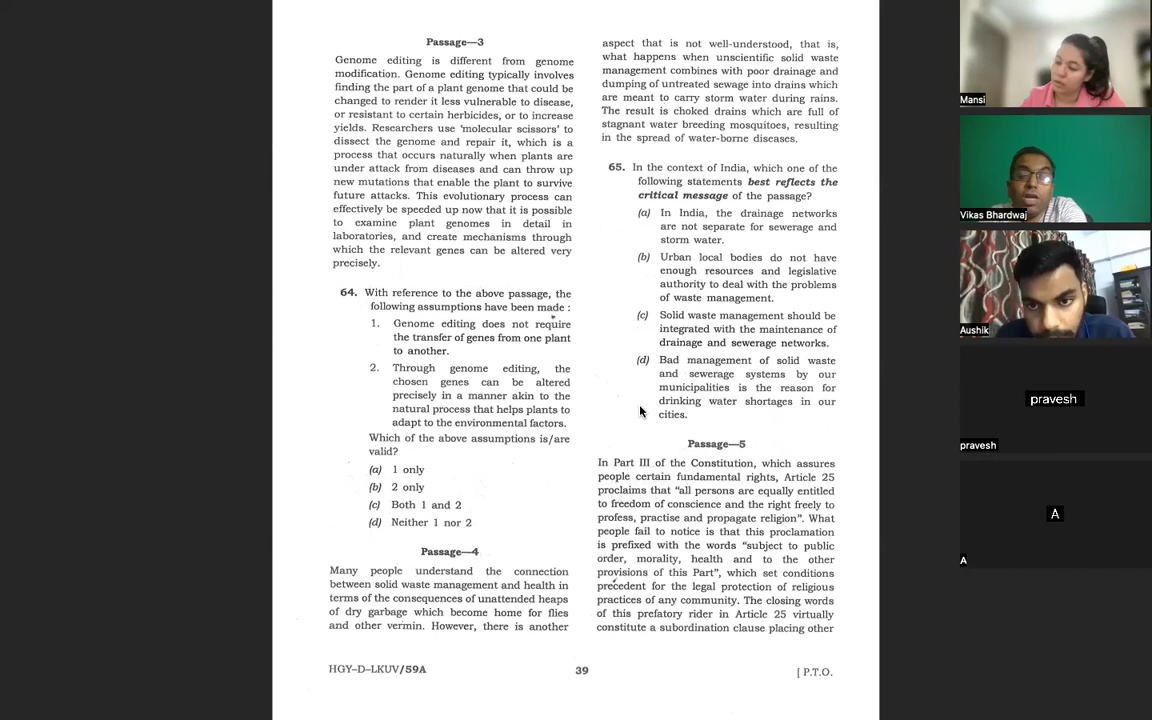 Passage—3
Genome editing is different from genome
modification. Genome editing typically involves
finding the part of a plant genome that could be
changed to render it less vulnerable to disease,
or resistant to certain herbicides, or to increase
yields. Researchers use ‘molecular scissors’ to
dissect the genome and repair it, which is a
process that occurs naturally when plants are
under attack from diseases and can throw up
new mutations that enable the plant to survive
future attacks. This evolutionary process can
effectively be speeded up now that it is possible
to examine plant genomes in detail in
laboratories, and create mechanisms through
which the relevant genes can be altered very
precisely.
64. With reference to the above passage, the
following assumptions have been made :
1. Genome editing does not require
the transfer of genes from one plant
to another.
2. Through genome editing, the
chosen genes can be altered
precisely in a manner akin to the
natural process that helps plants to
adapt to the environmental factors.
Which of the above assumptions is/are
valid?
(a) 1 only
(b) 2 only
(c) Both 1 and 2
(d) Neither 1 nor 2
Passage—4
Many people understand the connection
between solid waste management and health in
terms of the consequences of unattended heaps
of dry garbage which become home for flies
and other vermin. However, there is another
aspect that is not well-understood, that is,
what happens when unscientific solid waste
management combines with poor drainage and
dumping of untreated sewage into drains which
are meant to carry storm water during rains.
The result is choked drains which are full of
stagnant water breeding mosquitoes, resulting
in the spread of water-borne diseases.
65. In the context of India, which one of the
following statements best reflects the
critical message of the passage?
(a) In India, the drainage networks
are not separate for sewerage and
storm water.
(b) Urban local bodies do not have
enough resources and legislative
authority to deal with the problems
of waste management.
(c) Solid waste management should be
integrated with the maintenance of
drainage and sewerage networks.
(d) Bad management of solid waste
and sewerage systems by our
municipalities is the reason for
drinking water shortages in our
cities.
Passage—5
In Part III of the Constitution, which assures
people certain fundamental rights, Article 25
proclaims that “all persons are equally entitled
to freedom of conscience and the right freely to
profess, practise and propagate religion”. What
people fail to notice is that this proclamation
is prefixed with the words “subject to public
order, morality, health and to the other
provisions of this Part”, which set conditions
precedent for the legal protection of religious
practices of any community. The closing words
of this prefatory rider in Article 25 virtually
constitute a subordination clause placing other
HGY–D–LKUV/59A
39
[ P.T.O.
Mansi
Vikas Bhardwaj
Aushik
pravesh
pravesh
A
A